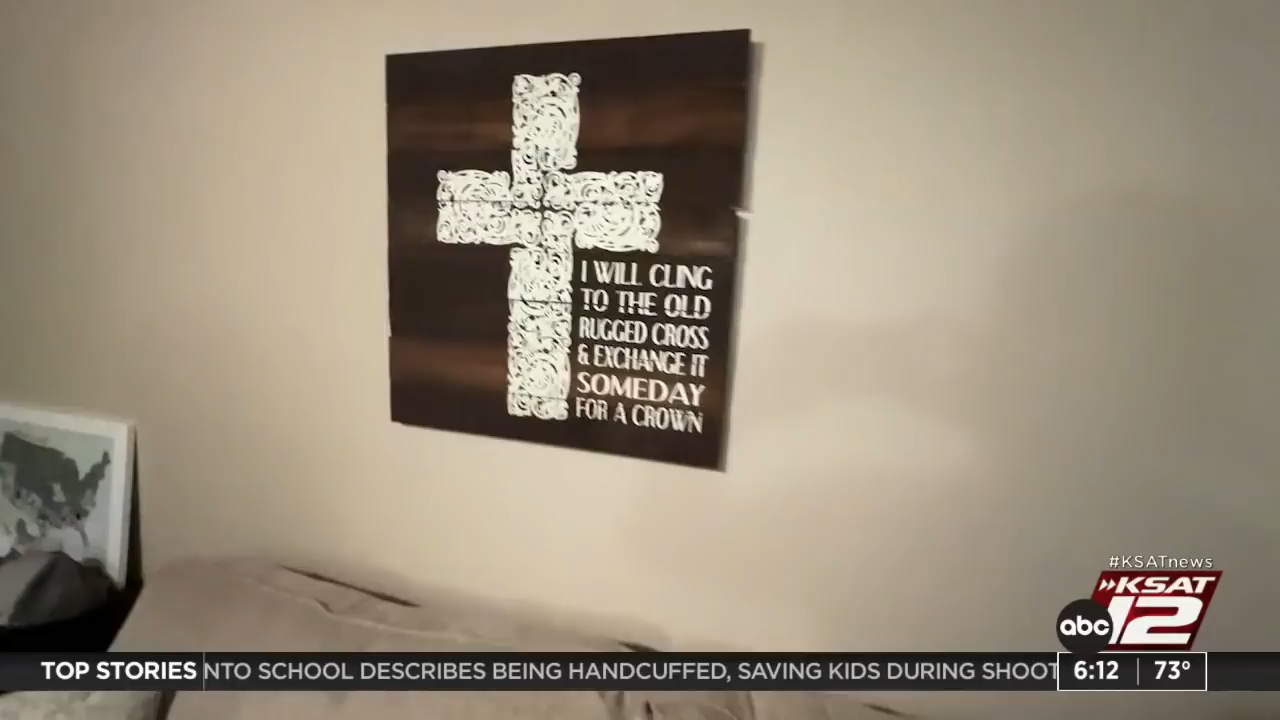 I WILL CLING
TO THE OLD
RUGGED CROSS
& EXCHANGE IT
SOMEDAY
FOR A CROWN
#KSATnews
KSAT
abc 12
TOP STORIES NTO SCHOOL DESCRIBES BEING HANDCUFFED, SAVING KIDS DURING SHOOT 6:12 73°